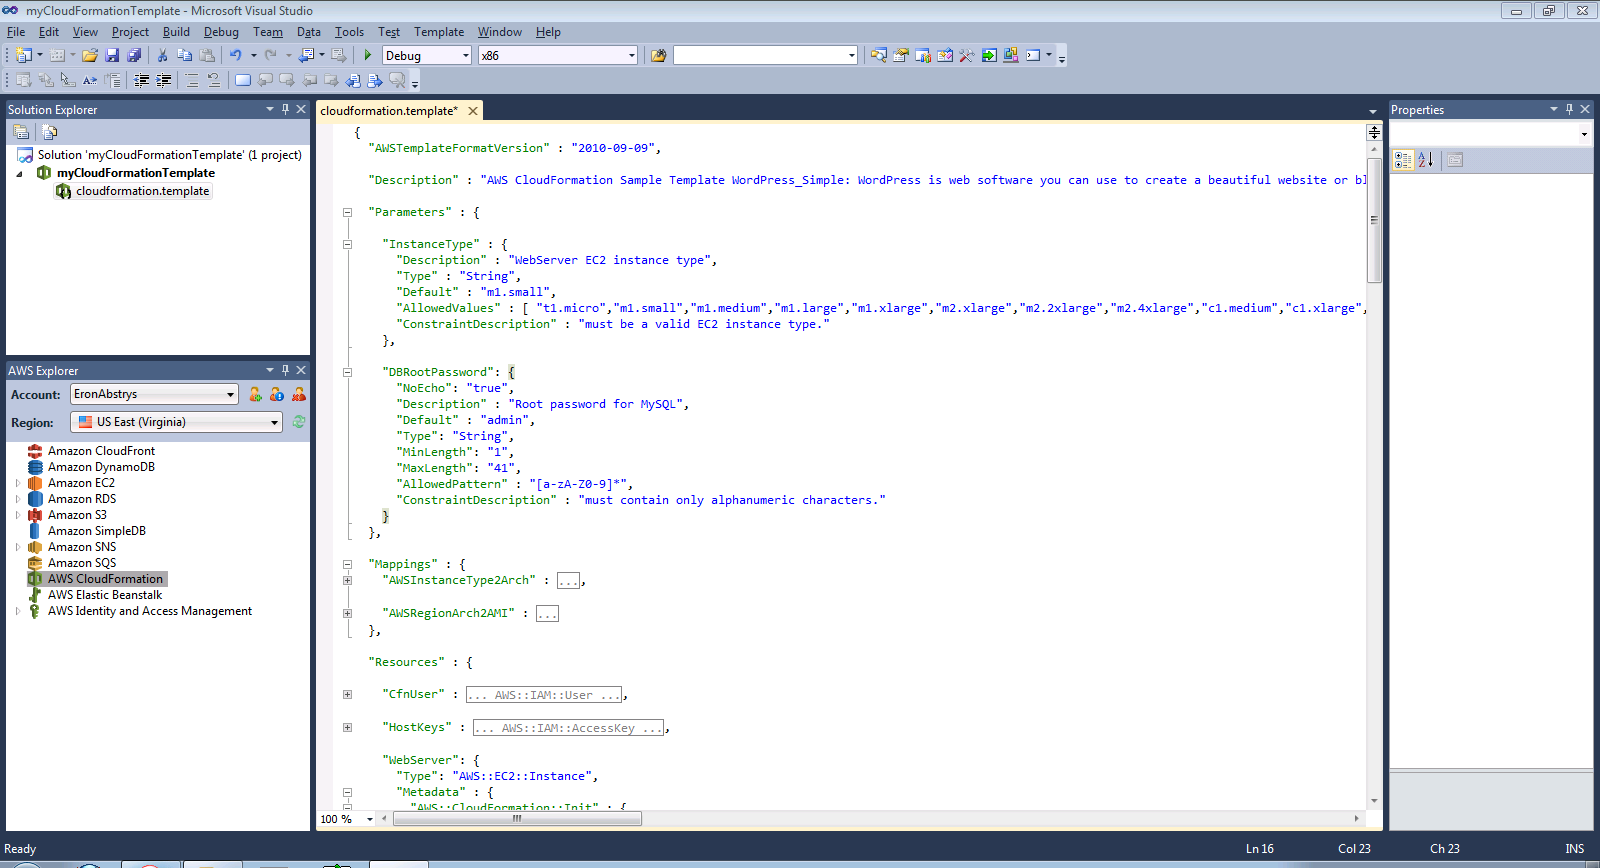 myCloudFormationTemplate - Microsoft Visual Studio
File Edit View Project Build Debug Team Data Tools Test Template Window Help
Debug x86
Solution Explorer
Solution 'myCloudFormationTemplate' (1 project)
myCloudFormationTemplate
cloudformation.template
AWS Explorer
Account: EronAbstrys
Region: US East (Virginia)
Amazon CloudFront
Amazon DynamoDB
Amazon EC2
Amazon RDS
Amazon S3
Amazon SimpleDB
Amazon SNS
Amazon SQS
AWS CloudFormation
AWS Elastic Beanstalk
AWS Identity and Access Management
cloudformation.template*
{
"AWSTemplateFormatVersion" : "2010-09-09",
"Description" : "AWS CloudFormation Sample Template WordPress_Simple: WordPress is web software you can use to create a beautiful website or bl
"Parameters" : {
"InstanceType" : {
"Description" : "WebServer EC2 instance type",
"Type" : "String",
"Default" : "m1.small",
"AllowedValues" : [ "t1.micro","m1.small","m1.medium","m1.large","m1.xlarge","m2.xlarge","m2.2xlarge","m2.4xlarge","c1.medium","c1.xlarge",
"ConstraintDescription" : "must be a valid EC2 instance type."
},
"DBRootPassword": {
"NoEcho": "true",
"Description" : "Root password for MySQL",
"Default" : "admin",
"Type": "String",
"MinLength": "1",
"MaxLength": "41",
"AllowedPattern" : "[a-zA-Z0-9]*",
"ConstraintDescription" : "must contain only alphanumeric characters."
}
},
"Mappings" : {
"AWSInstanceType2Arch" : ...,
"AWSRegionArch2AMI" : ...
},
"Resources" : {
"CfnUser" : ... AWS::IAM::User ...,
"HostKeys" : ... AWS::IAM::AccessKey ...,
"WebServer": {
"Type": "AWS::EC2::Instance",
"Metadata" : {
"AWS::CloudFormation::Init" : {
100 %
Properties
Ready Ln 16 Col 23 Ch 23 INS